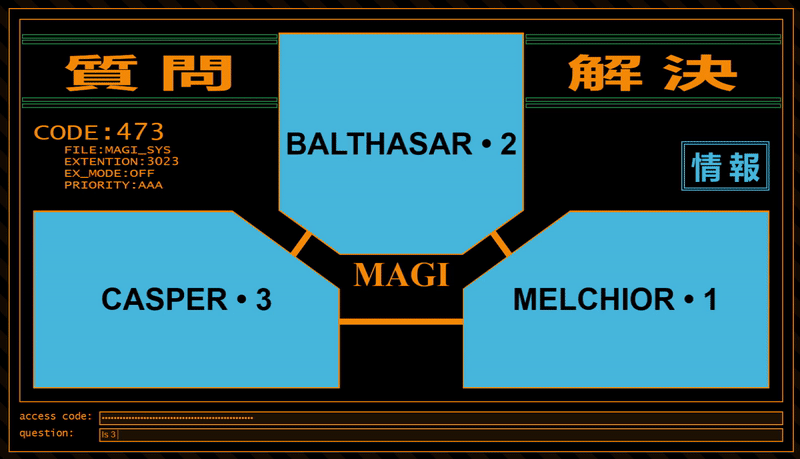 質問
解決
CODE:473
FILE:MAGI_SYS
EXTENTION:3023
EX_MODE:OFF
PRIORITY:AAA
情報
BALTHASAR • 2
CASPER • 3
MAGI
MELCHIOR • 1
access code:
question:
Is 3